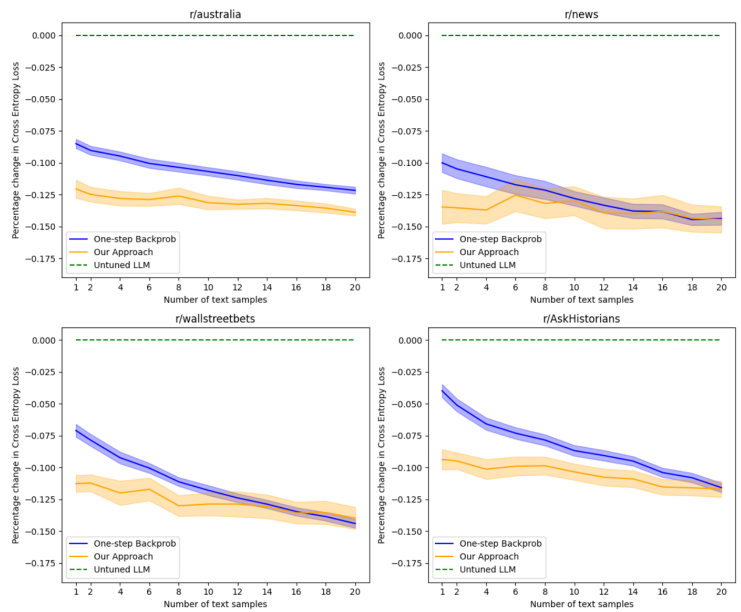 r/australia
Percentage change in Cross Entropy Loss
0.000
−0.025
−0.050
−0.075
−0.100
−0.125
−0.150
−0.175
One-step Backprob
Our Approach
Untuned LLM
1 2 4 6 8 10 12 14 16 18 20
Number of text samples
r/news
Percentage change in Cross Entropy Loss
0.000
−0.025
−0.050
−0.075
−0.100
−0.125
−0.150
−0.175
One-step Backprob
Our Approach
Untuned LLM
1 2 4 6 8 10 12 14 16 18 20
Number of text samples
r/wallstreetbets
Percentage change in Cross Entropy Loss
0.000
−0.025
−0.050
−0.075
−0.100
−0.125
−0.150
−0.175
One-step Backprob
Our Approach
Untuned LLM
1 2 4 6 8 10 12 14 16 18 20
Number of text samples
r/AskHistorians
Percentage change in Cross Entropy Loss
0.000
−0.025
−0.050
−0.075
−0.100
−0.125
−0.150
−0.175
One-step Backprob
Our Approach
Untuned LLM
1 2 4 6 8 10 12 14 16 18 20
Number of text samples